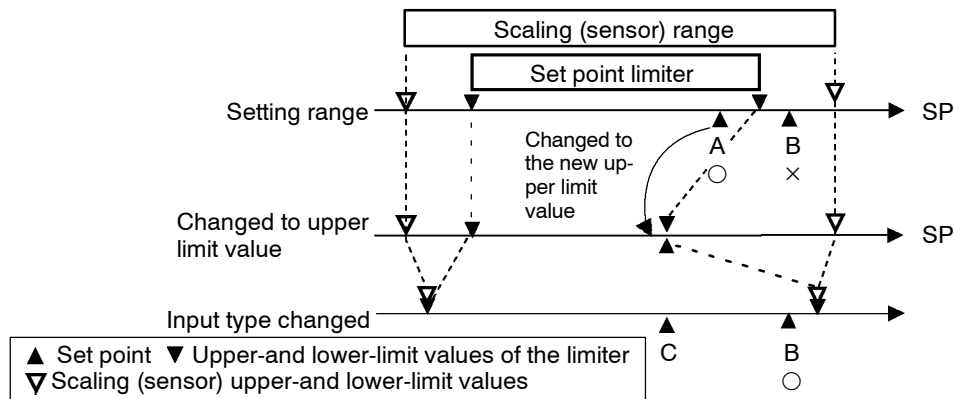 Scaling (sensor) range
Set point limiter
Setting range
SP
Changed to
the new up-
per limit
value
A
B
○
×
Changed to upper
limit value
SP
Input type changed
C
B
○
▲ Set point ▼ Upper-and lower-limit values of the limiter
▽ Scaling (sensor) upper-and lower-limit values